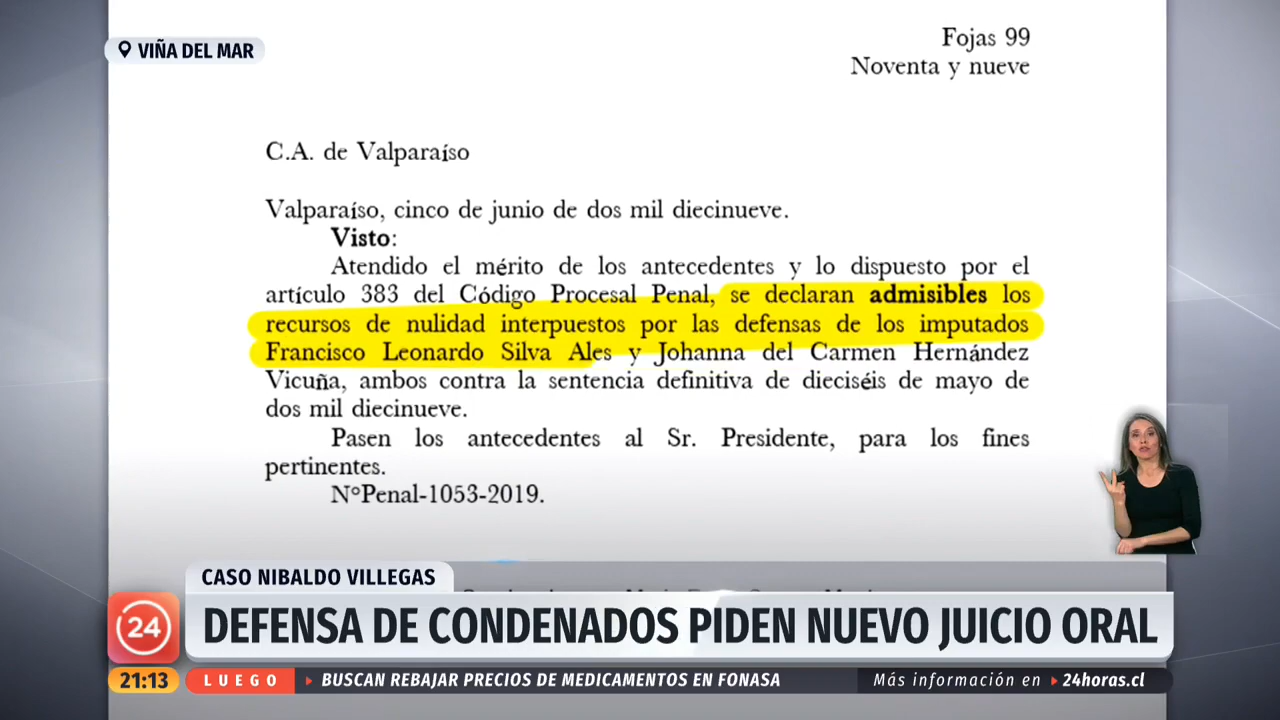 VIÑA DEL MAR
Fojas 99
Noventa y nueve
C.A. de Valparaíso
Valparaíso, cinco de junio de dos mil diecinueve.
Visto:
Atendido el mérito de los antecedentes y lo dispuesto por el
artículo 383 del Código Procesal Penal, se declaran admisibles los
recursos de nulidad interpuestos por las defensas de los imputados
Francisco Leonardo Silva Ales y Johanna del Carmen Hernández
Vicuña, ambos contra la sentencia definitiva de dieciséis de mayo de
dos mil diecinueve.
Pasen los antecedentes al Sr. Presidente, para los fines
pertinentes.
N°Penal-1053-2019.
CASO NIBALDO VILLEGAS
24
DEFENSA DE CONDENADOS PIDEN NUEVO JUICIO ORAL
21:13 LUEGO BUSCAN REBAJAR PRECIOS DE MEDICAMENTOS EN FONASA Más información en 24horas.cl